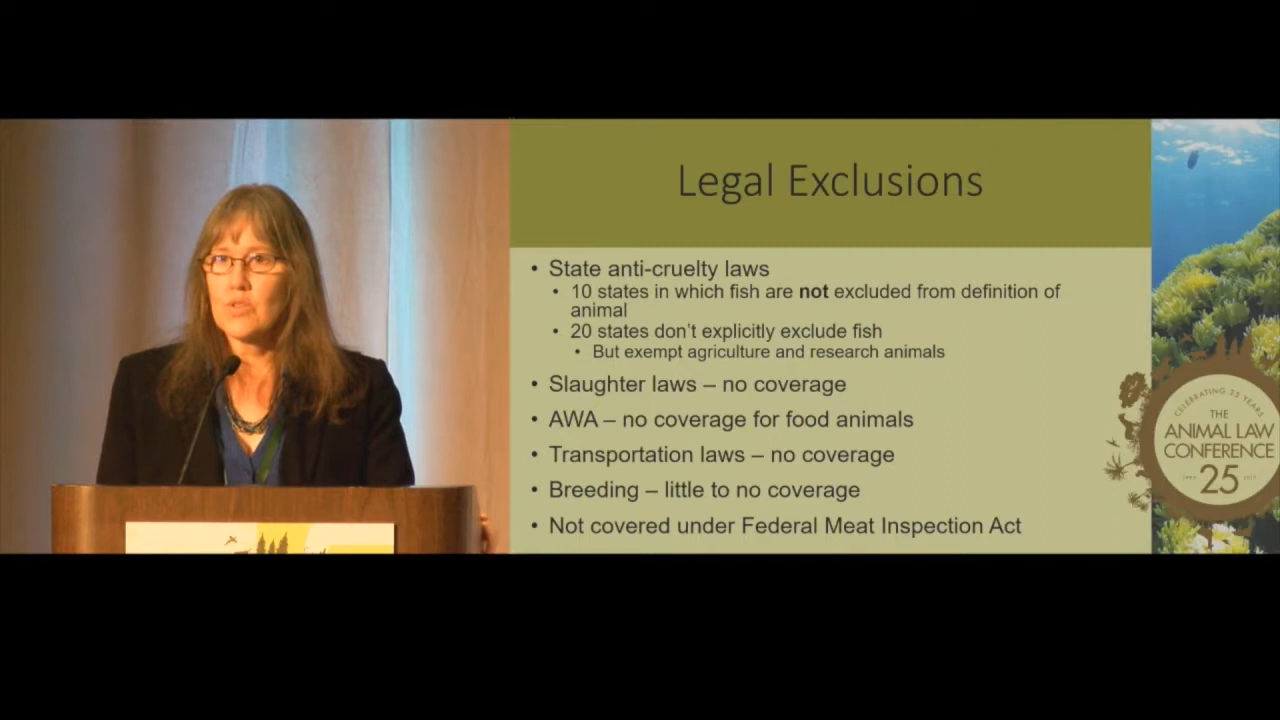 Legal Exclusions
• State anti-cruelty laws
• 10 states in which fish are not excluded from definition of
animal
• 20 states don't explicitly exclude fish
• But exempt agriculture and research animals
• Slaughter laws – no coverage
• AWA – no coverage for food animals
• Transportation laws – no coverage
• Breeding – little to no coverage
• Not covered under Federal Meat Inspection Act
CELEBRATING 25 YEARS
THE
ANIMAL LAW
CONFERENCE
25